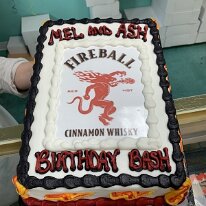 MEL AND ASH
FIREBALL
CINNAMON WHISKY
BIRTHDAY BASH